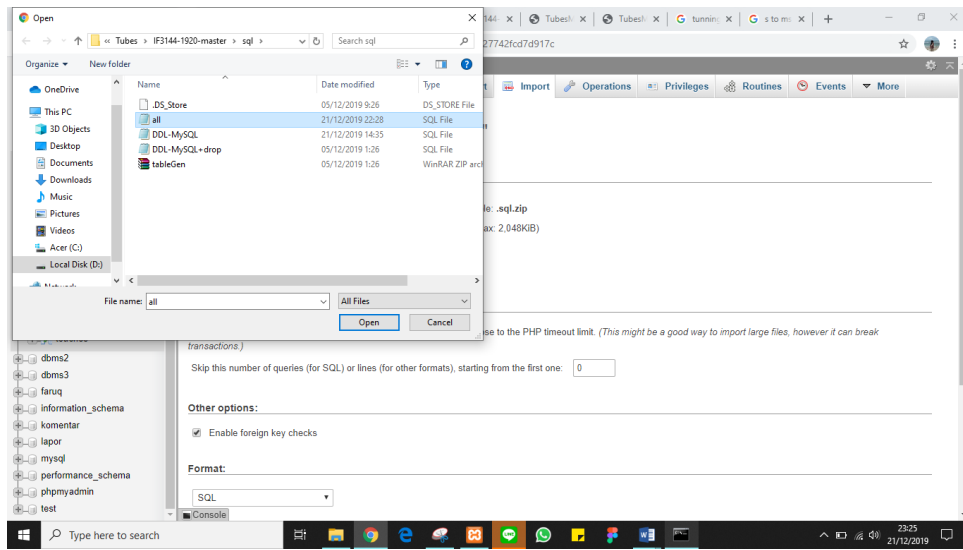 Open
« Tubes › IF3144-1920-master › sql ›
Search sql
Organize
New folder
OneDrive
This PC
3D Objects
Desktop
Documents
Downloads
Music
Pictures
Videos
Acer (C:)
Local Disk (D:)
Name Date modified Type
.DS_Store 05/12/2019 9:26 DS_STORE File
all 21/12/2019 22:28 SQL File
DDL-MySQL 21/12/2019 14:35 SQL File
DDL-MySQL+drop 05/12/2019 1:26 SQL File
tableGen 05/12/2019 1:26 WinRAR ZIP arch
File name: all
All Files
Open
Cancel
144-
Tubes
Tubes
tunning
s to m
27742fcd7d917c
Import
Operations
Privileges
Routines
Events
More
le: .sql.zip
ax: 2,048KiB)
se to the PHP timeout limit. (This might be a good way to import large files, however it can break
transactions.)
Skip this number of queries (for SQL) or lines (for other formats), starting from the first one: 0
Other options:
Enable foreign key checks
Format:
SQL
Console
dbms2
dbms3
faruq
information_schema
komentar
lapor
mysql
performance_schema
phpmyadmin
test
Type here to search
23:25
21/12/2019